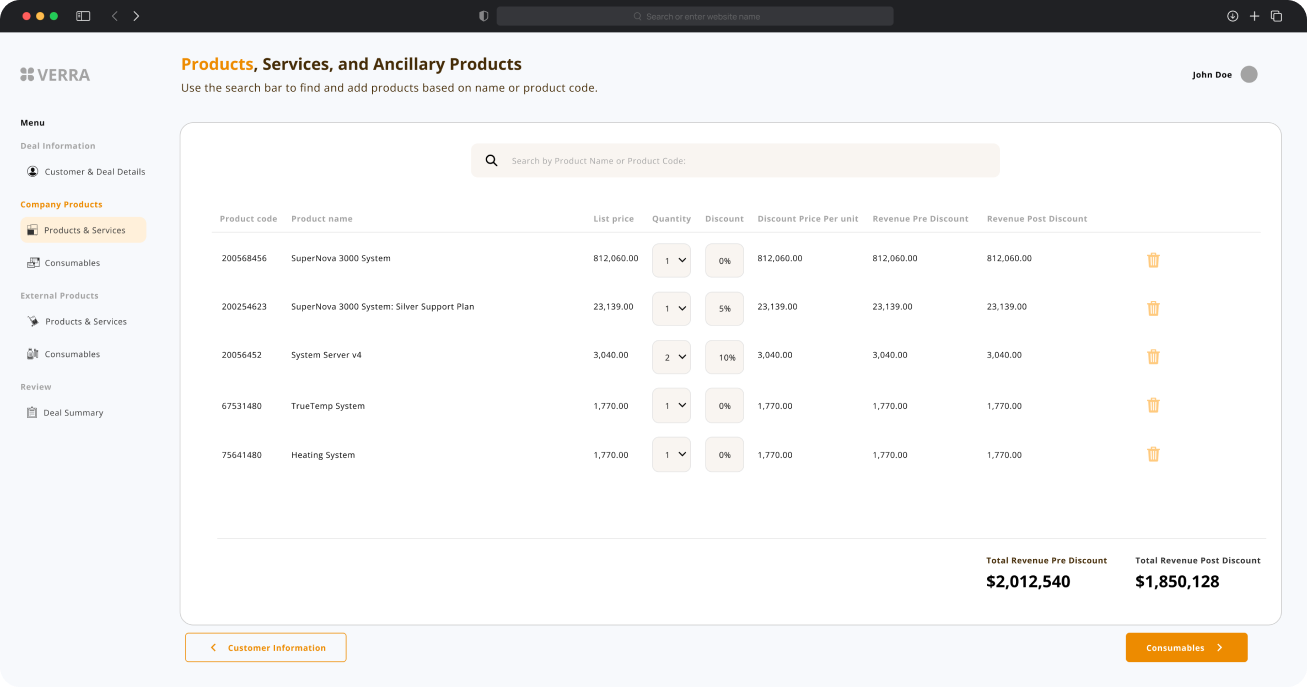 Search or enter website name
VERRA
Products, Services, and Ancillary Products
Use the search bar to find and add products based on name or product code.
John Doe
Menu
Deal Information
Customer & Deal Details
Company Products
Products & Services
Consumables
External Products
Products & Services
Consumables
Review
Deal Summary
Search by Product Name or Product Code:
Product code Product name List price Quantity Discount Discount Price Per unit Revenue Pre Discount Revenue Post Discount
200568456 SuperNova 3000 System 812,060.00 1 0% 812,060.00 812,060.00 812,060.00
200254623 SuperNova 3000 System: Silver Support Plan 23,139.00 1 5% 23,139.00 23,139.00 23,139.00
20056452 System Server v4 3,040.00 2 10% 3,040.00 3,040.00 3,040.00
67531480 TrueTemp System 1,770.00 1 0% 1,770.00 1,770.00 1,770.00
75641480 Heating System 1,770.00 1 0% 1,770.00 1,770.00 1,770.00
Total Revenue Pre Discount Total Revenue Post Discount
$2,012,540 $1,850,128
Customer Information
Consumables